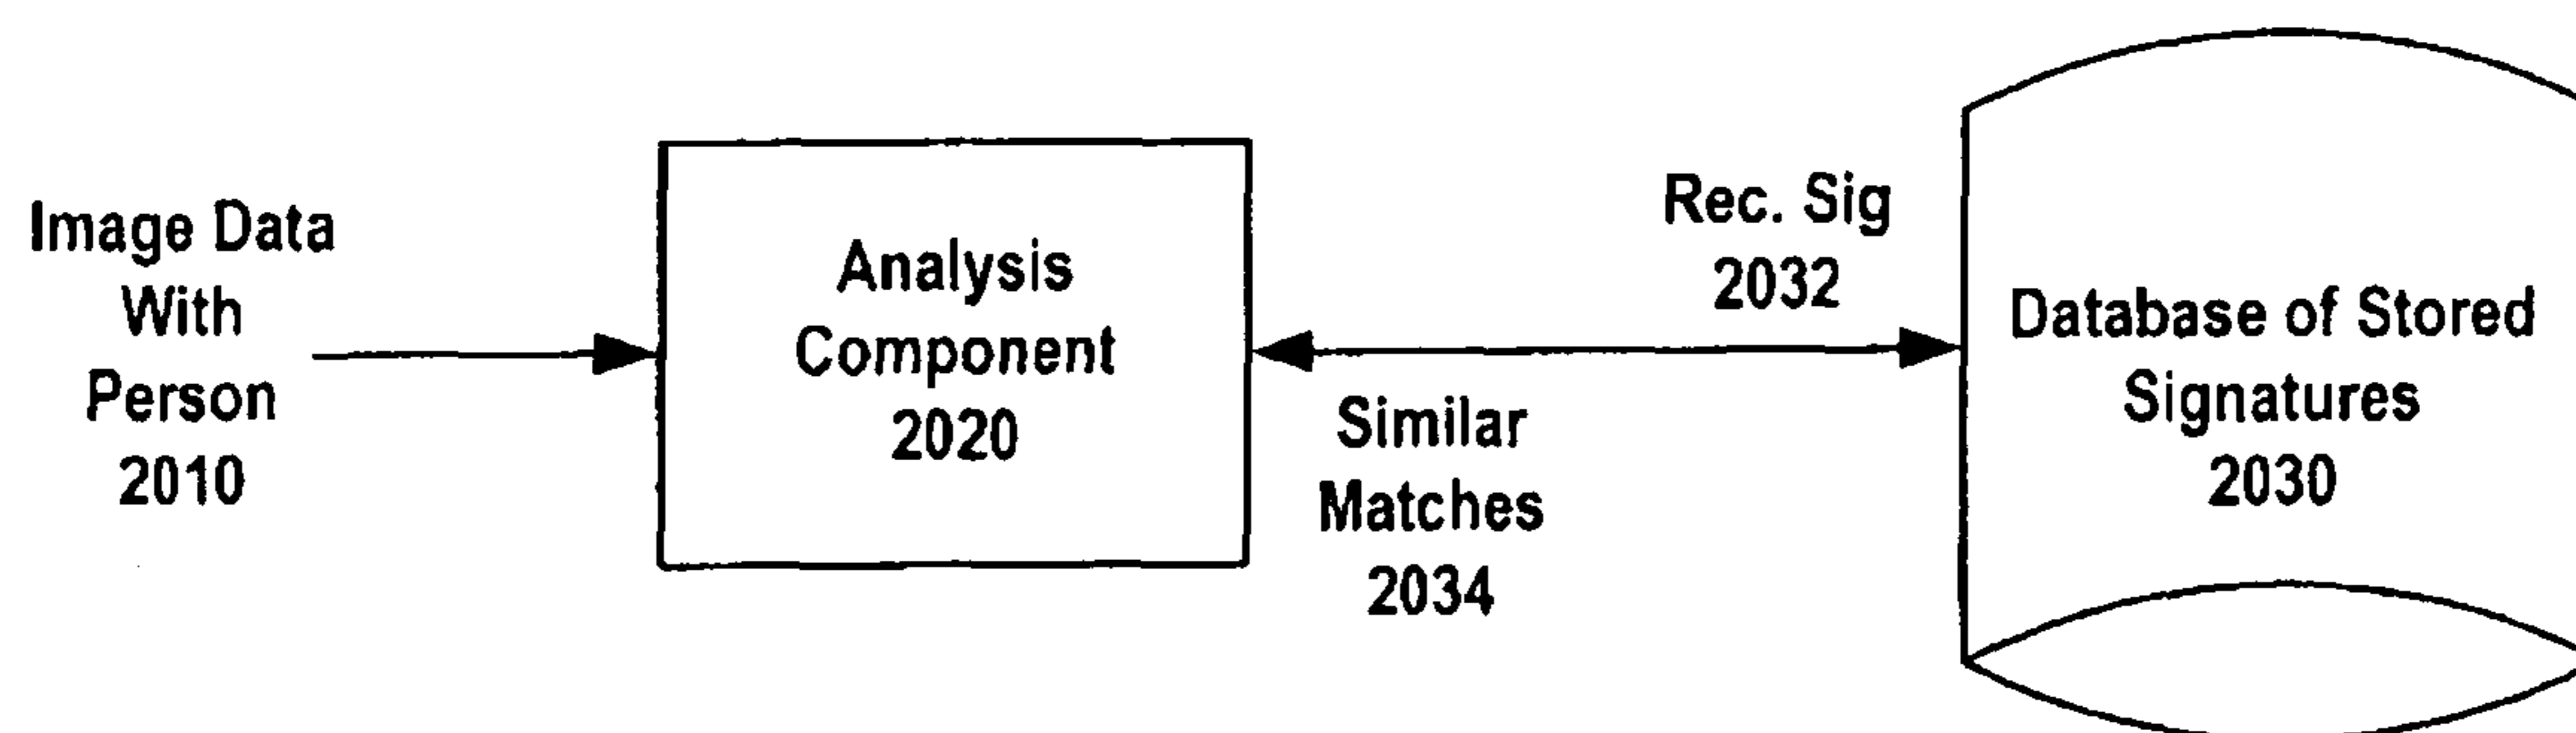 Image Data
With
Person
2010
Analysis
Component
2020
Rec. Sig
2032
Similar
Matches
2034
Database of Stored
Signatures
2030